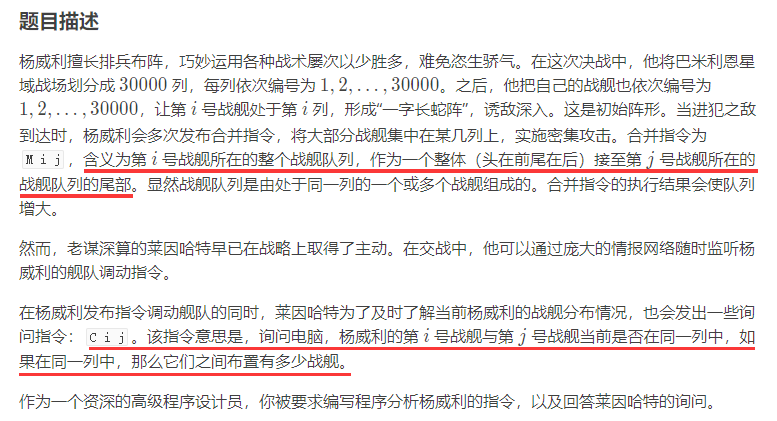 题目描述
杨威利擅长排兵布阵，巧妙运用各种战术屡次以少胜多，难免恣生骄气。在这次决战中，他将巴米利恩星
域战场划分成 30000 列，每列依次编号为 1, 2, …, 30000。之后，他把自己的战舰也依次编号为
1, 2, …, 30000，让第 i 号战舰处于第 i 列，形成“一字长蛇阵”，诱敌深入。这是初始阵形。当进犯之敌
到达时，杨威利会多次发布合并指令，将大部分战舰集中在某几列上，实施密集攻击。合并指令为
M i j，含义为第 i 号战舰所在的整个战舰队列，作为一个整体（头在前尾在后）接至第 j 号战舰所在的
战舰队列的尾部。显然战舰队列是由处于同一列的一个或多个战舰组成的。合并指令的执行结果会使队列
增大。
然而，老谋深算的莱因哈特早已在战略上取得了主动。在交战中，他可以通过庞大的情报网络随时监听杨
威利的舰队调动指令。
在杨威利发布指令调动舰队的同时，莱因哈特为了及时了解当前杨威利的战舰分布情况，也会发出一些询
问指令：C i j。该指令意思是，询问电脑，杨威利的第 i 号战舰与第 j 号战舰当前是否在同一列中，如
果在同一列中，那么它们之间布置有多少战舰。
作为一个资深的高级程序设计员，你被要求编写程序分析杨威利的指令，以及回答莱因哈特的询问。